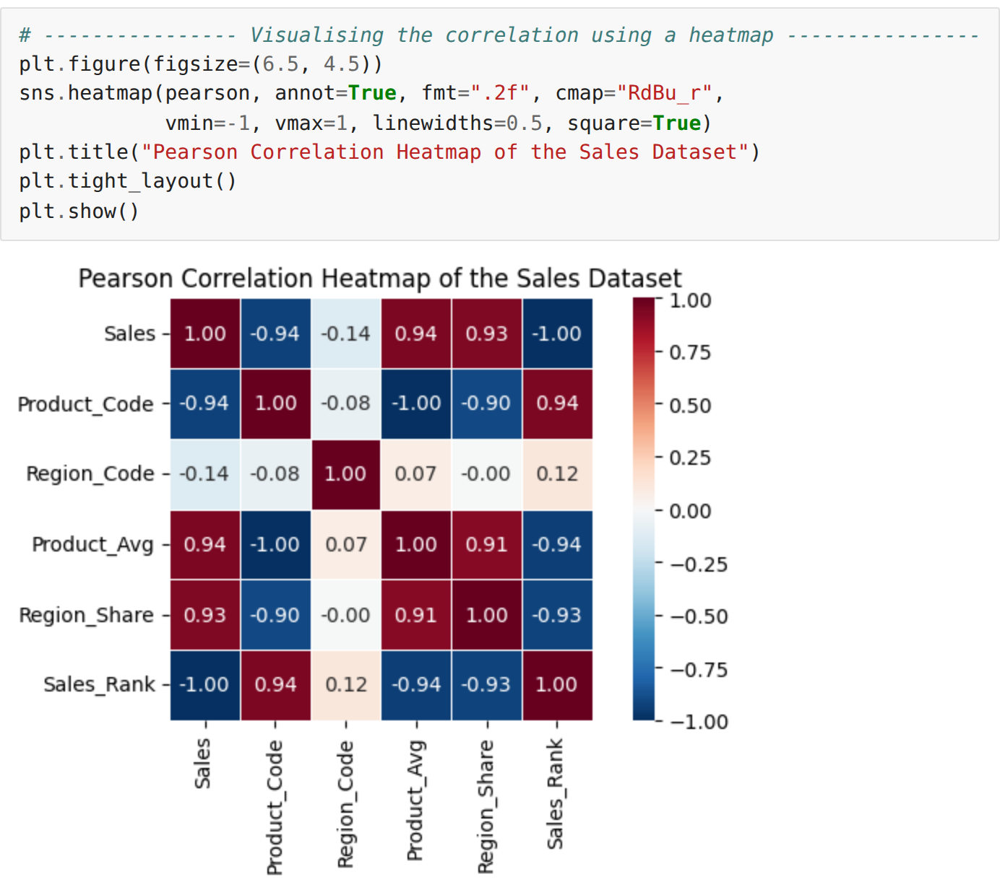 # ---------------- Visualising the correlation using a heatmap ----------------
plt.figure(figsize=(6.5, 4.5))
sns.heatmap(pearson, annot=True, fmt=".2f", cmap="RdBu_r",
            vmin=-1, vmax=1, linewidths=0.5, square=True)
plt.title("Pearson Correlation Heatmap of the Sales Dataset")
plt.tight_layout()
plt.show()
Pearson Correlation Heatmap of the Sales Dataset
Sales 1.00 -0.94 -0.14 0.94 0.93 -1.00
Product_Code -0.94 1.00 -0.08 -1.00 -0.90 0.94
Region_Code -0.14 -0.08 1.00 0.07 -0.00 0.12
Product_Avg 0.94 -1.00 0.07 1.00 0.91 -0.94
Region_Share 0.93 -0.90 -0.00 0.91 1.00 -0.93
Sales_Rank -1.00 0.94 0.12 -0.94 -0.93 1.00
Sales
Product_Code
Region_Code
Product_Avg
Region_Share
Sales_Rank
1.00
0.75
0.50
0.25
0.00
−0.25
−0.50
−0.75
−1.00